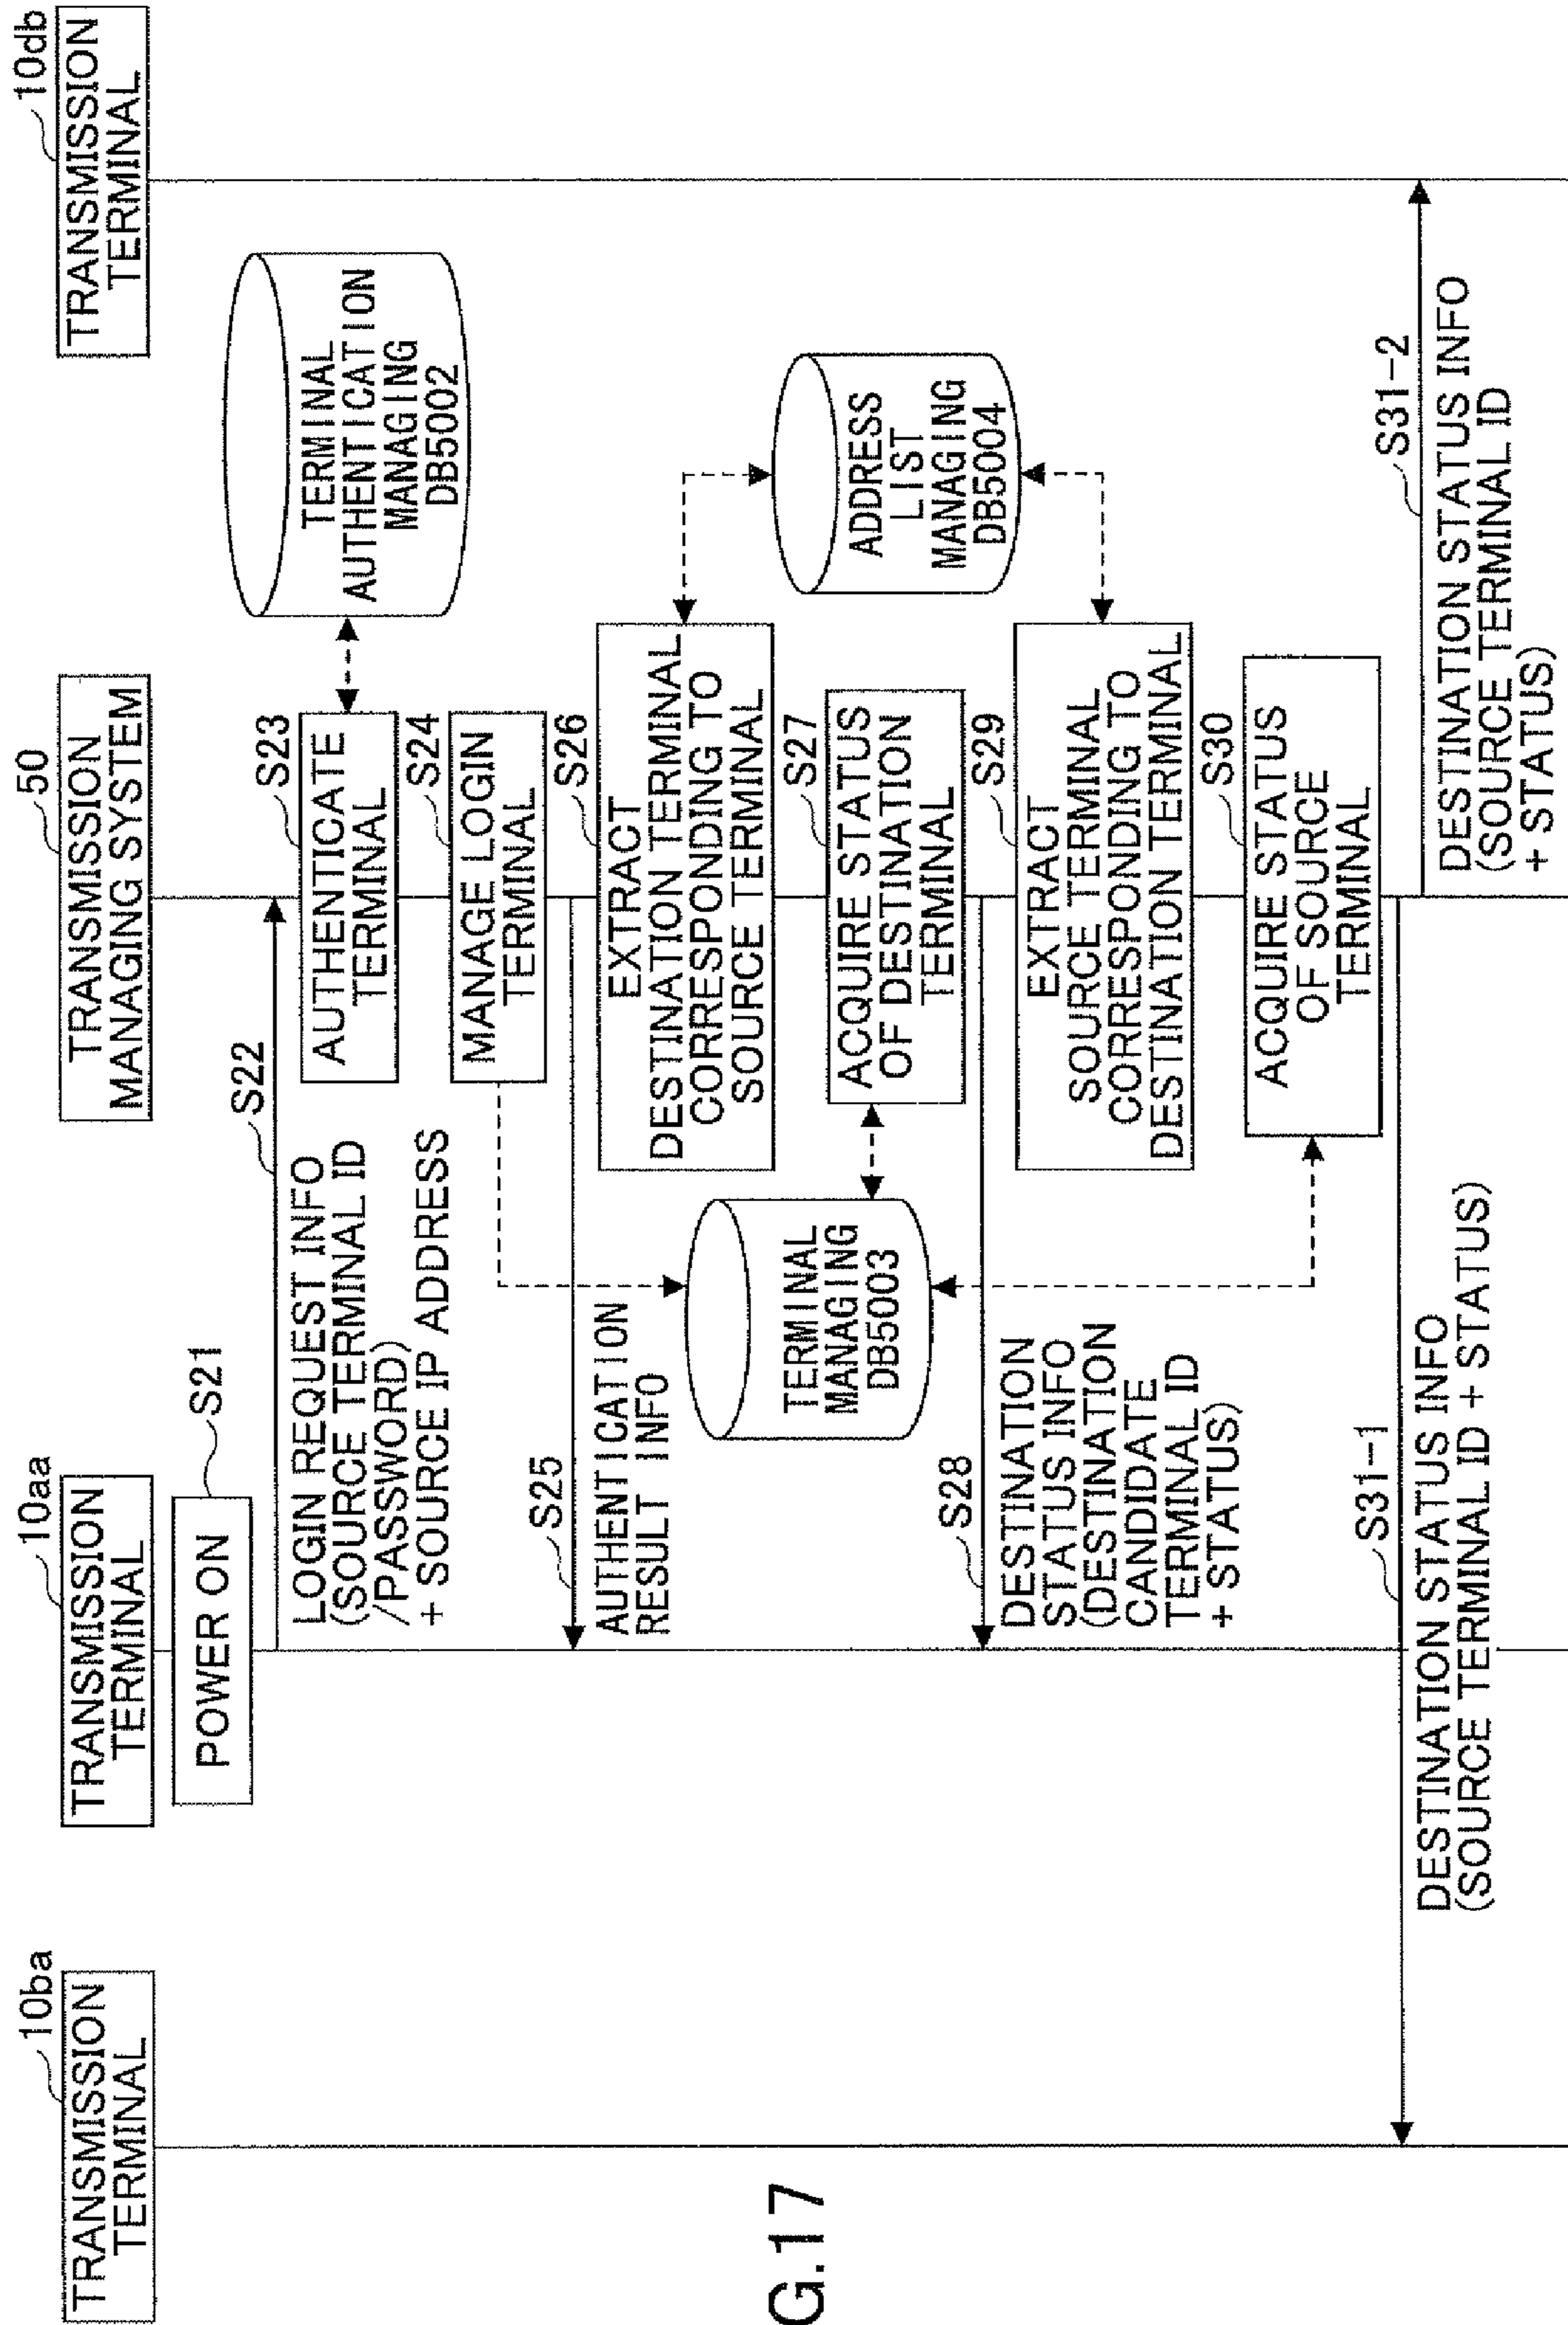 10ba
TRANSMISSION
TERMINAL
10aa
TRANSMISSION
TERMINAL
50
TRANSMISSION
MANAGING SYSTEM
10db
TRANSMISSION
TERMINAL
POWER ON
S21
S22
LOGIN REQUEST INFO
(SOURCE TERMINAL ID
/PASSWORD)
+ SOURCE IP ADDRESS
S23
AUTHENTICATE
TERMINAL
TERMINAL
AUTHENTICATION
MANAGING
DB5002
S24
MANAGE LOGIN
TERMINAL
S25
AUTHENTICATION
RESULT INFO
S26
EXTRACT
DESTINATION TERMINAL
CORRESPONDING TO
SOURCE TERMINAL
ADDRESS
LIST
MANAGING
DB5004
TERMINAL
MANAGING
DB5003
S27
ACQUIRE STATUS
OF DESTINATION
TERMINAL
S28
DESTINATION
STATUS INFO
(DESTINATION
CANDIDATE
TERMINAL ID
+ STATUS)
S29
EXTRACT
SOURCE TERMINAL
CORRESPONDING TO
DESTINATION TERMINAL
S30
ACQUIRE STATUS
OF SOURCE
TERMINAL
S31-1
DESTINATION STATUS INFO
(SOURCE TERMINAL ID + STATUS)
S31-2
DESTINATION STATUS INFO
(SOURCE TERMINAL ID
+ STATUS)
G.17